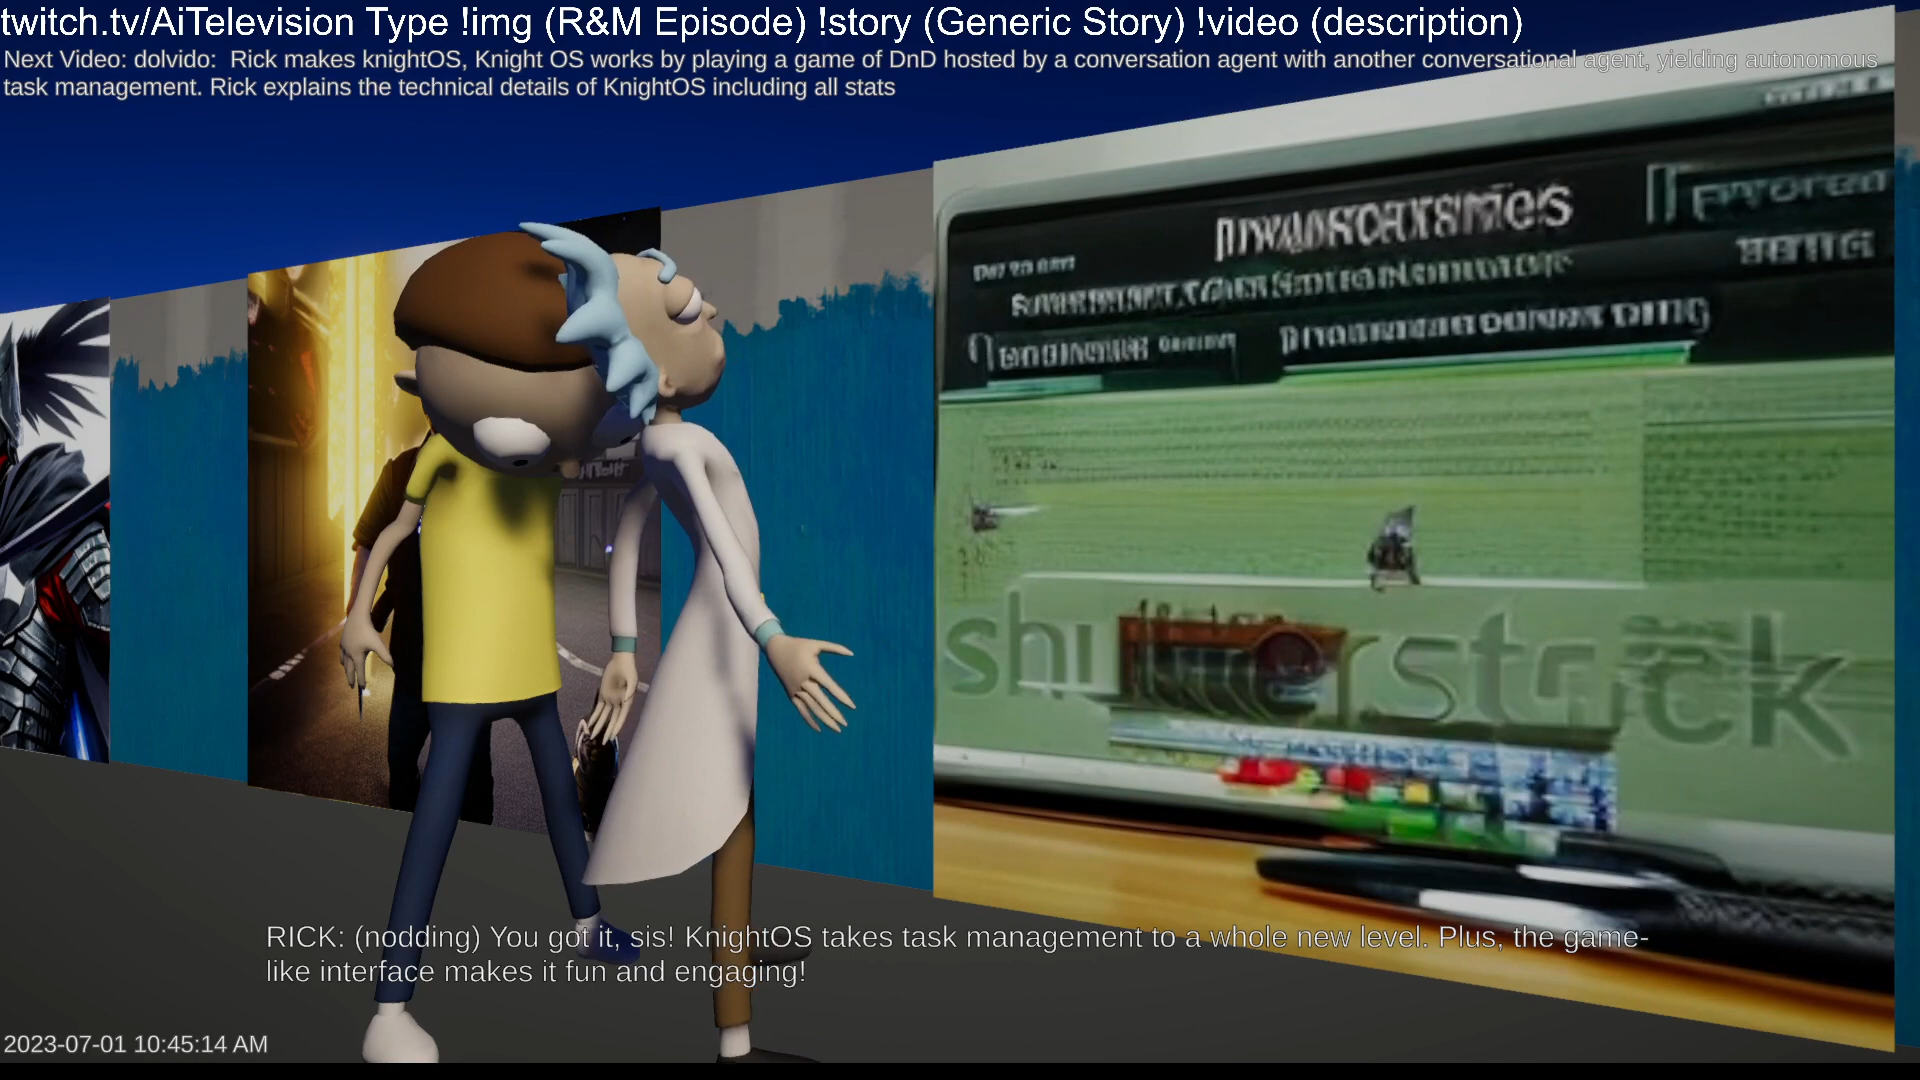 twitch.tv/AiTelevision Type !img (R&M Episode) !story (Generic Story) !video (description)
Next Video: dolvido:  Rick makes knightOS, Knight OS works by playing a game of DnD hosted by a conversation agent with another conversational agent, yielding autonomous
task management. Rick explains the technical details of KnightOS including all stats
RICK: (nodding) You got it, sis! KnightOS takes task management to a whole new level. Plus, the game-
like interface makes it fun and engaging!
2023-07-01 10:45:14 AM